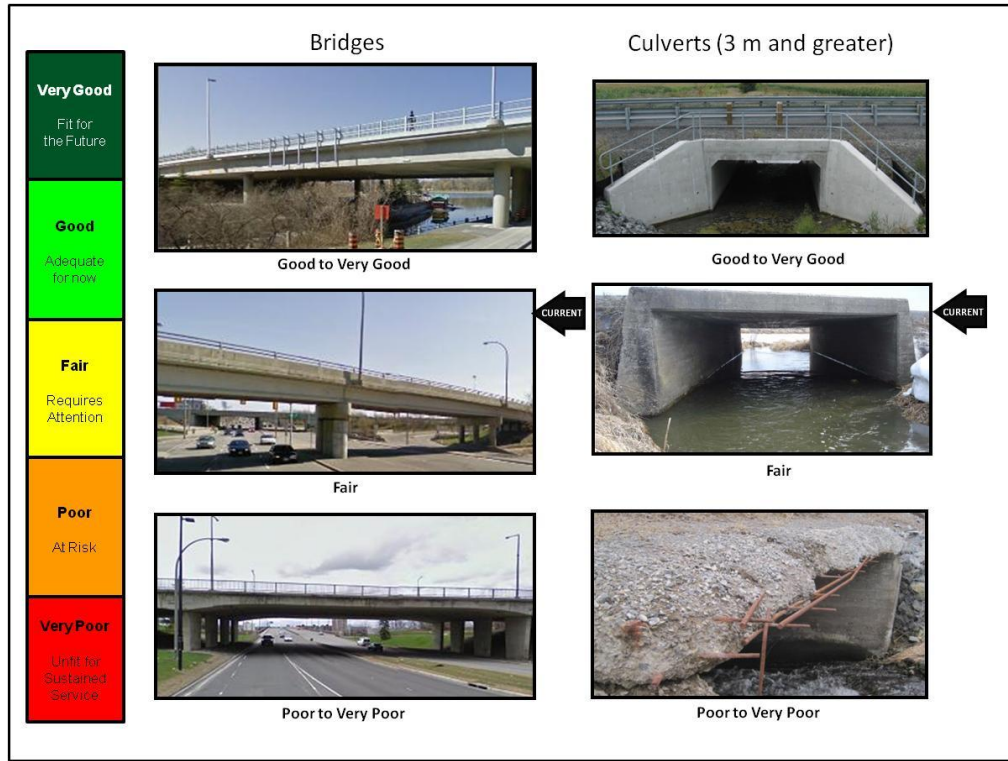 Bridges
Culverts (3 m and greater)
Very Good
Fit for
the Future
Good
Adequate
for now
Fair
Requires
Attention
Poor
At Risk
Very Poor
Unfit for
Sustained
Service
Good to Very Good
Good to Very Good
CURRENT
CURRENT
Fair
Fair
Poor to Very Poor
Poor to Very Poor